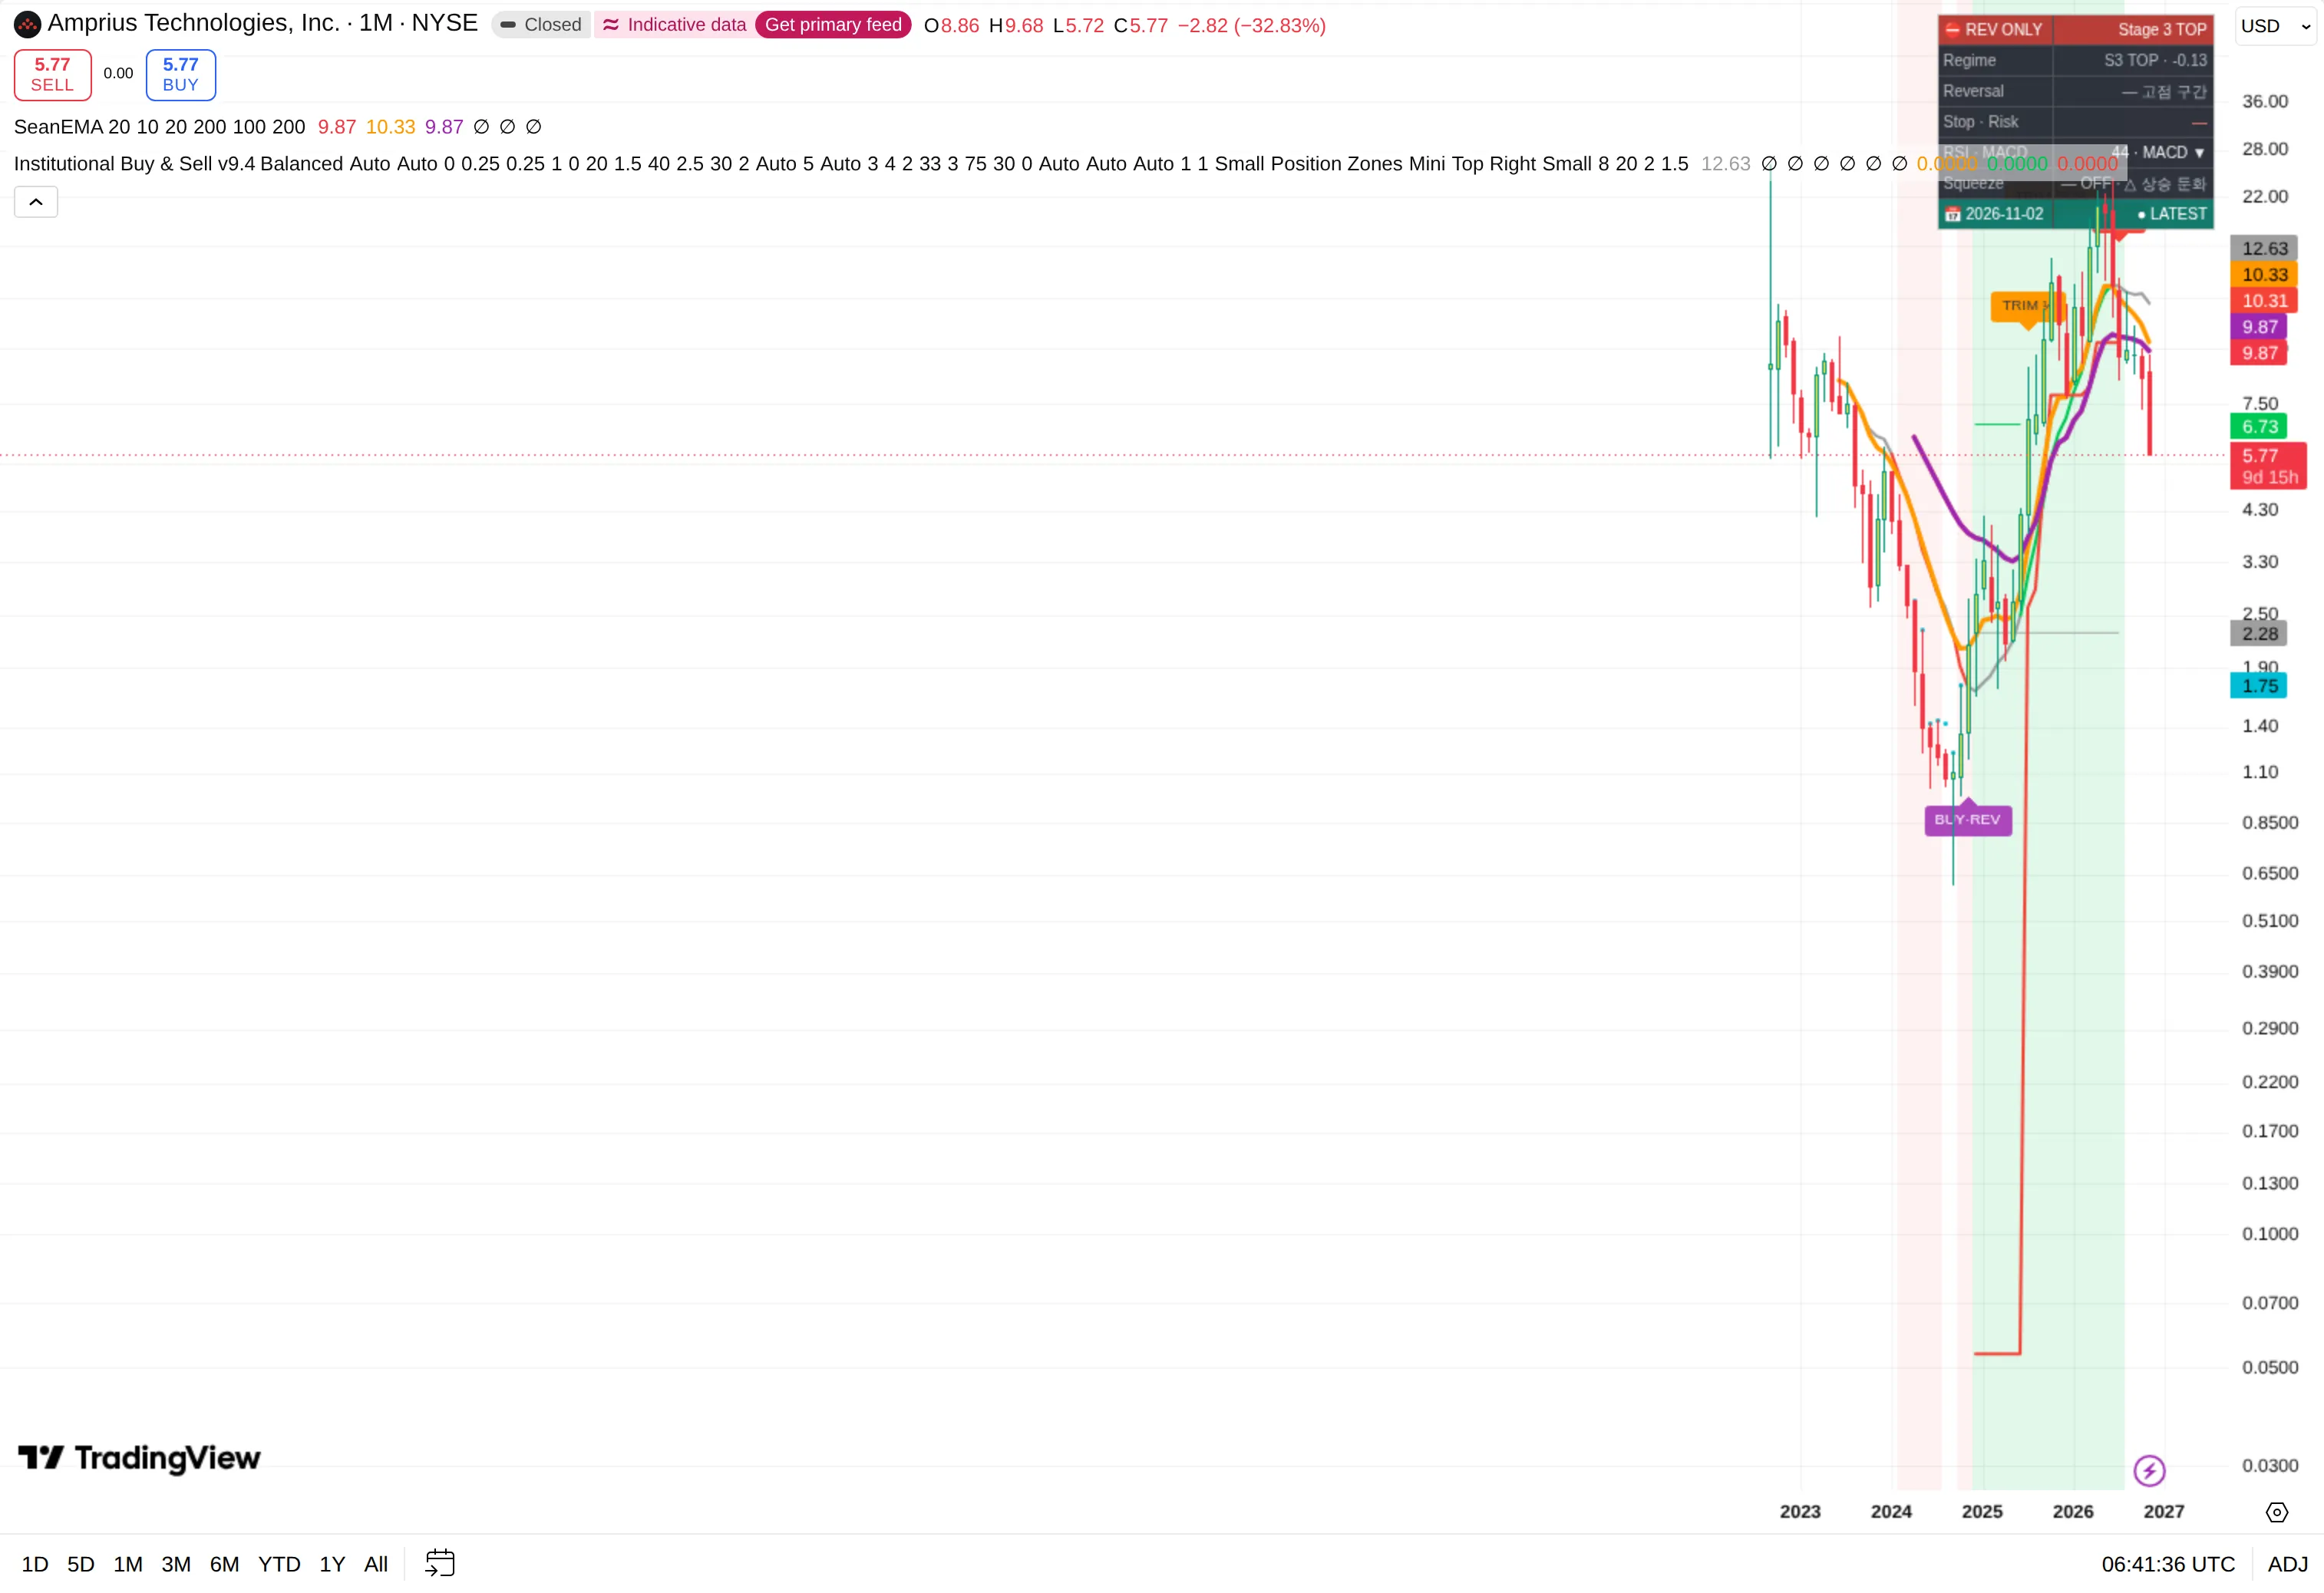 Amprius Technologies, Inc. · 1M · NYSE Closed Indicative data Get primary feed O8.86 H9.68 L5.72 C5.77 −2.82 (−32.83%)
5.77 SELL 0.00 5.77 BUY
SeanEMA 20 10 20 200 100 200 9.87 10.33 9.87 ∅ ∅ ∅
Institutional Buy & Sell v9.4 Balanced Auto Auto 0 0.25 0.25 1 0 20 1.5 40 2.5 30 2 Auto 5 Auto 3 4 2 33 3 75 30 0 Auto Auto Auto 1 1 Small Position Zones Mini Top Right Small 8 20 2 1.5 12.63 ∅ ∅ ∅ ∅ ∅ ∅ 0.0000 0.0000 0.0000
REV ONLY Stage 3 TOP
Regime S3 TOP · -0.13
Reversal — 고점 구간
Stop · Risk —
RSI · MACD 44 · MACD ▼
Squeeze — OFF · △ 상승 둔화
2026-11-02 ● LATEST
USD
36.00
28.00
22.00
12.63
10.33
10.31
9.87
9.87
7.50
6.73
5.77
9d 15h
4.30
3.30
2.50
2.28
1.90
1.75
1.40
1.10
0.8500
0.6500
0.5100
0.3900
0.2900
0.2200
0.1700
0.1300
0.1000
0.0700
0.0500
0.0300
TRIM
BUY-REV
TradingView
2023 2024 2025 2026 2027
1D 5D 1M 3M 6M YTD 1Y All 06:41:36 UTC ADJ